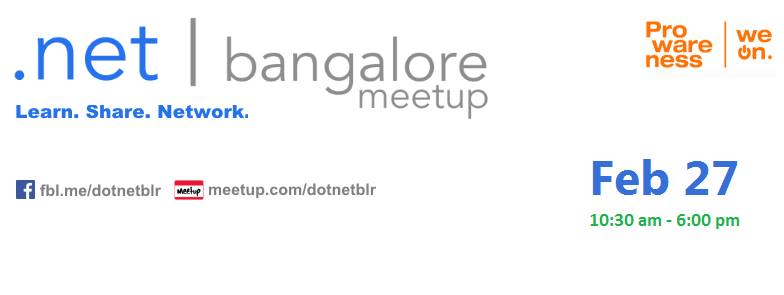 .net | bangalore
meetup
Learn. Share. Network.
Pro
ware
ness
we
on.
fbl.me/dotnetblr
meetup
meetup.com/dotnetblr
Feb 27
10:30 am - 6:00 pm